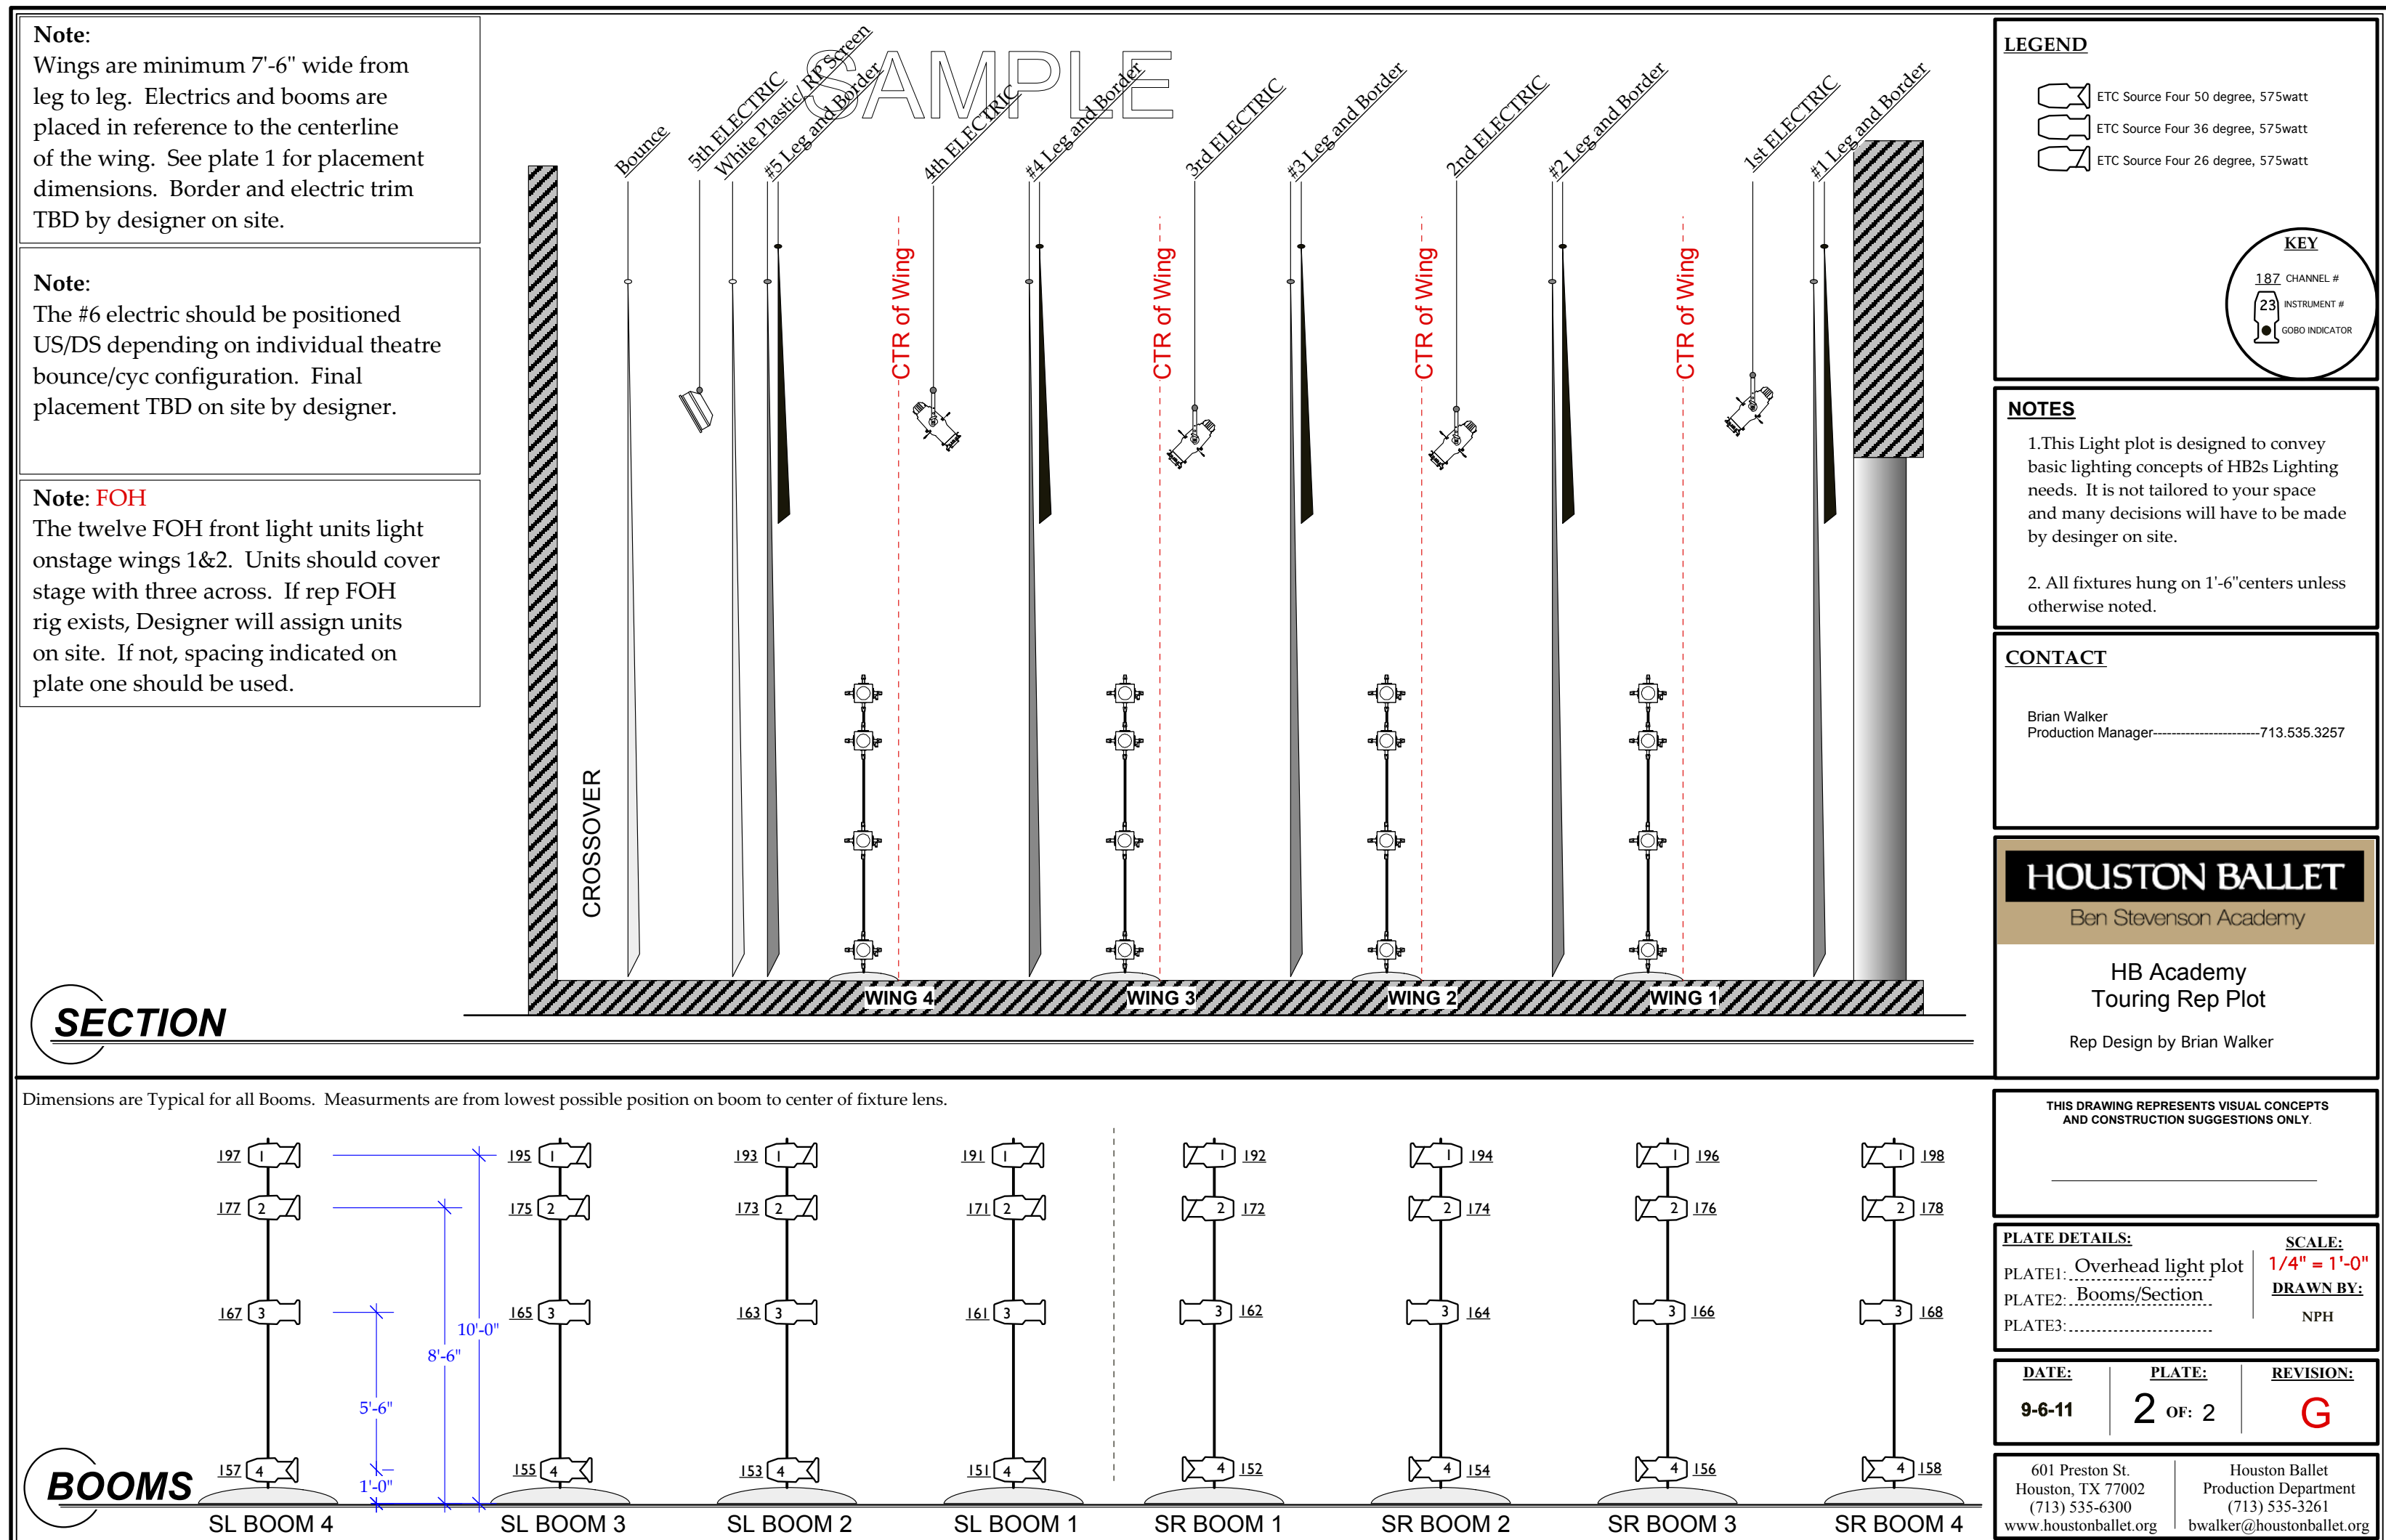 Note:
Wings are minimum 7'-6" wide from
leg to leg. Electrics and booms are
placed in reference to the centerline
of the wing. See plate 1 for placement
dimensions. Border and electric trim
TBD by designer on site.
Note:
The #6 electric should be positioned
US/DS depending on individual theatre
bounce/cyc configuration. Final
placement TBD on site by designer.
Note: FOH
The twelve FOH front light units light
onstage wings 1&2. Units should cover
stage with three across. If rep FOH
rig exists, Designer will assign units
on site. If not, spacing indicated on
plate one should be used.
SAMPLE
Bounce
5th ELECTRIC
White Plastic/ RP Screen
#5 Leg and Border
4th ELECTRIC
#4 Leg and Border
3rd ELECTRIC
#3 Leg and Border
2nd ELECTRIC
#2 Leg and Border
1st ELECTRIC
#1 Leg and Border
CTR of Wing
CTR of Wing
CTR of Wing
CTR of Wing
CROSSOVER
WING 4
WING 3
WING 2
WING 1
SECTION
LEGEND
ETC Source Four 50 degree, 575watt
ETC Source Four 36 degree, 575watt
ETC Source Four 26 degree, 575watt
KEY
187 CHANNEL #
23 INSTRUMENT #
GOBO INDICATOR
NOTES
1.This Light plot is designed to convey
basic lighting concepts of HB2s Lighting
needs. It is not tailored to your space
and many decisions will have to be made
by desinger on site.
2. All fixtures hung on 1'-6"centers unless
otherwise noted.
CONTACT
Brian Walker
Production Manager-----------------------713.535.3257
HOUSTON BALLET
Ben Stevenson Academy
HB Academy
Touring Rep Plot
Rep Design by Brian Walker
Dimensions are Typical for all Booms. Measurments are from lowest possible position on boom to center of fixture lens.
197 1 195 1 193 1 191 1 1 192 1 194 1 196 1 198
177 2 175 2 173 2 171 2 2 172 2 174 2 176 2 178
167 3 165 3 163 3 161 3 3 162 3 164 3 166 3 168
10'-0"
8'-6"
5'-6"
157 4 155 4 153 4 151 4 4 152 4 154 4 156 4 158
1'-0"
BOOMS
SL BOOM 4 SL BOOM 3 SL BOOM 2 SL BOOM 1 SR BOOM 1 SR BOOM 2 SR BOOM 3 SR BOOM 4
THIS DRAWING REPRESENTS VISUAL CONCEPTS
AND CONSTRUCTION SUGGESTIONS ONLY.
PLATE DETAILS:
PLATE1: Overhead light plot
PLATE2: Booms/Section
PLATE3:
SCALE:
1/4" = 1'-0"
DRAWN BY:
NPH
DATE:
9-6-11
PLATE:
2 OF: 2
REVISION:
G
601 Preston St.
Houston, TX 77002
(713) 535-6300
www.houstonballet.org
Houston Ballet
Production Department
(713) 535-3261
bwalker@houstonballet.org